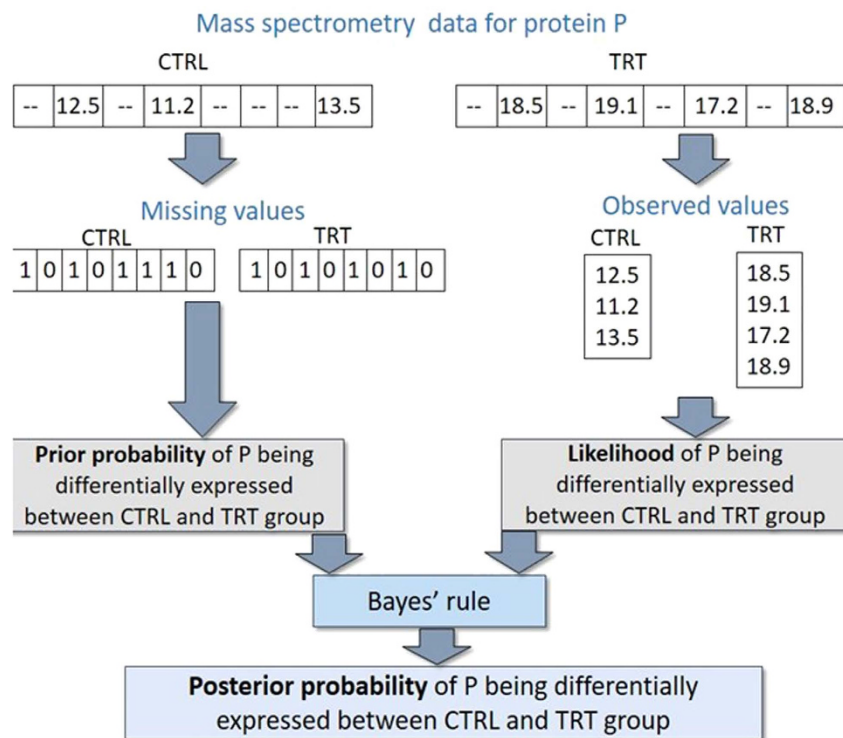 Mass spectrometry data for protein P
CTRL
TRT
-- 12.5 -- 11.2 -- -- -- 13.5
-- 18.5 -- 19.1 -- 17.2 -- 18.9
Missing values
Observed values
CTRL
TRT
1 0 1 0 1 1 1 0
1 0 1 0 1 0 1 0
CTRL
TRT
12.5
11.2
13.5
18.5
19.1
17.2
18.9
Prior probability of P being
differentially expressed
between CTRL and TRT group
Likelihood of P being
differentially expressed
between CTRL and TRT group
Bayes’ rule
Posterior probability of P being differentially
expressed between CTRL and TRT group